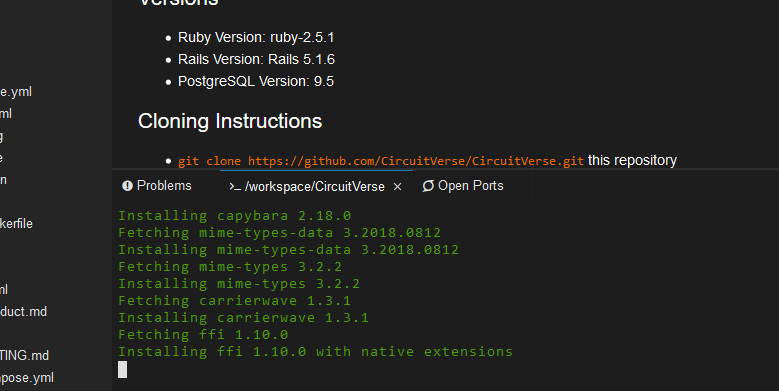 Versions
Ruby Version: ruby-2.5.1
Rails Version: Rails 5.1.6
PostgreSQL Version: 9.5
Cloning Instructions
git clone https://github.com/CircuitVerse/CircuitVerse.git this repository
e.yml
ml
g
e
n
kerfile
ml
duct.md
TING.md
pose.yml
Problems
>_ /workspace/CircuitVerse ×
Open Ports
Installing capybara 2.18.0
Fetching mime-types-data 3.2018.0812
Installing mime-types-data 3.2018.0812
Fetching mime-types 3.2.2
Installing mime-types 3.2.2
Fetching carrierwave 1.3.1
Installing carrierwave 1.3.1
Fetching ffi 1.10.0
Installing ffi 1.10.0 with native extensions